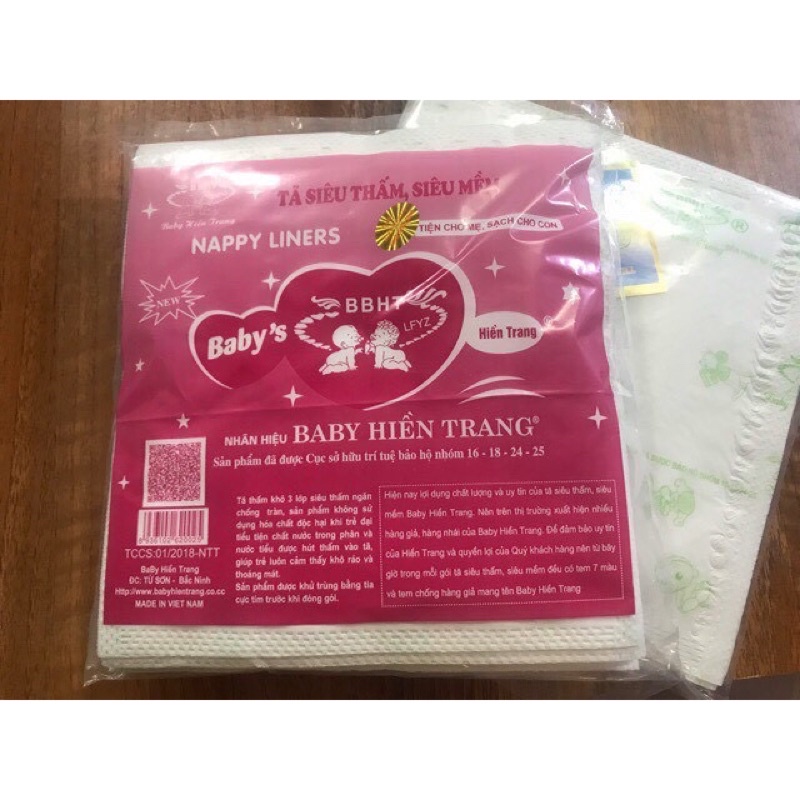 Baby Hiền Trang
TÃ SIÊU THẤM, SIÊU MỀM
NAPPY LINERS
TIỆN CHO MẸ, SẠCH CHO CON
NEW
BBHT
LFYZ
Baby's
Hiền Trang
NHÃN HIỆU BABY HIỀN TRANG®
Sản phẩm đã được Cục sở hữu trí tuệ bảo hộ nhóm 16 - 18 - 24 - 25
Tã thấm khô 3 lớp siêu thấm ngăn
chống tràn, sản phẩm không sử
dụng hóa chất độc hại khi trẻ đại
tiểu tiện chất nước trong phân và
nước tiểu được hút thấm vào tã,
giúp trẻ luôn cảm thấy khô ráo và
thoáng mát.
Sản phẩm được khử trùng bằng tia
cực tím trước khi đóng gói.
Hiện nay lợi dụng chất lượng và uy tín của tã siêu thấm, siêu
mềm Baby Hiền Trang. Nên trên thị trường xuất hiện nhiều
hàng giả, hàng nhái của Baby Hiền Trang. Để đảm bảo uy tín
của Hiền Trang và quyền lợi của Quý khách hàng nên từ bây
giờ trong mỗi gói tã siêu thấm, siêu mềm đều có tem 7 màu
và tem chống hàng giả mang tên Baby Hiền Trang
TCCS:01/2018-NTT
BaBy Hiền Trang
ĐC: TỪ SƠN - Bắc Ninh
Http://www.babyhientrang.co.cc
MADE IN VIET NAM